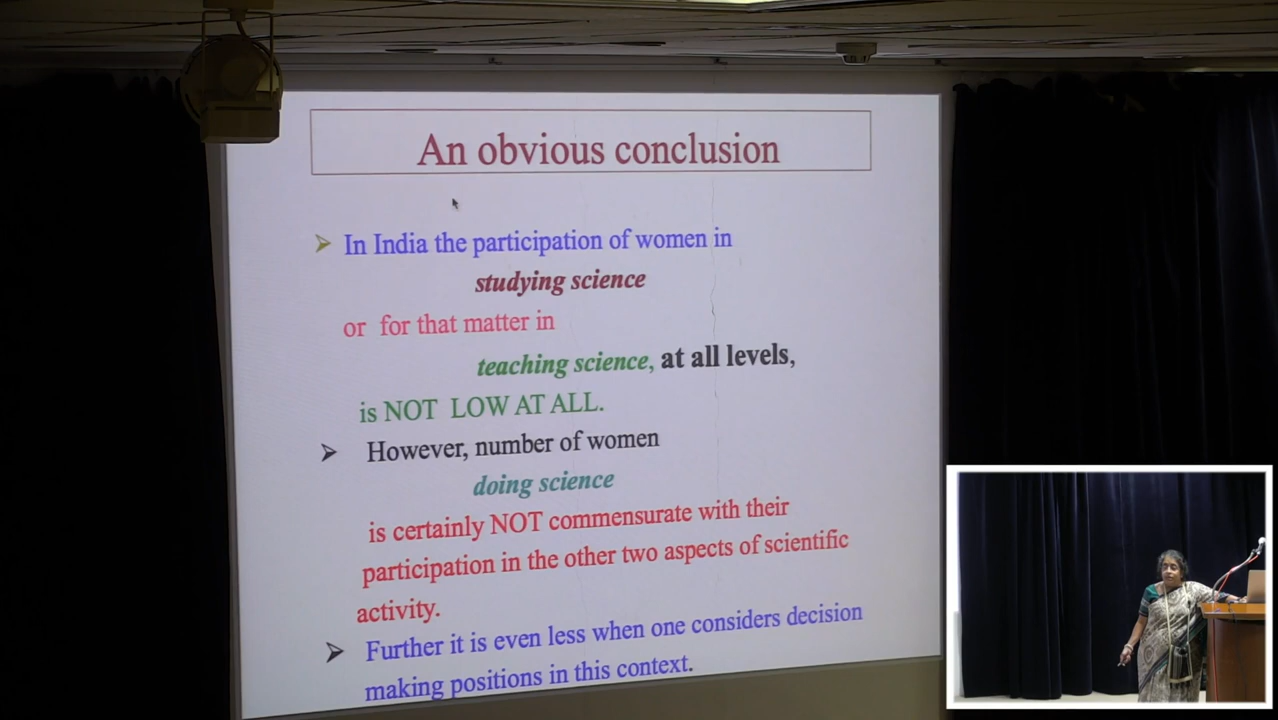 An obvious conclusion
In India the participation of women in
studying science
or for that matter in
teaching science, at all levels,
is NOT LOW AT ALL.
However, number of women
doing science
is certainly NOT commensurate with their
participation in the other two aspects of scientific
activity.
Further it is even less when one considers decision
making positions in this context.